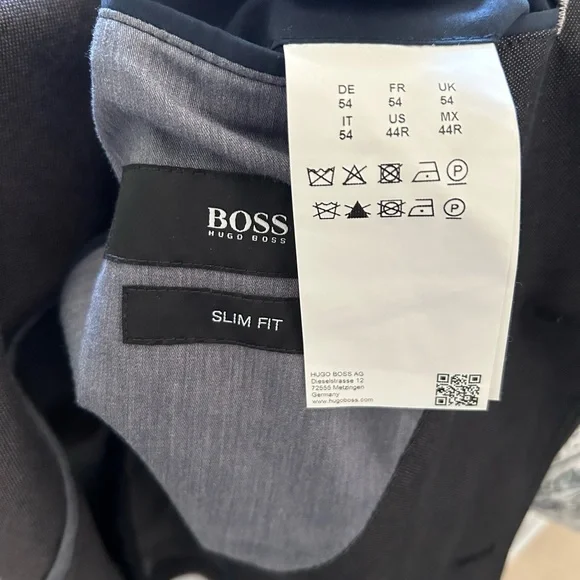 DE FR UK
54 54 54
IT US MX
54 44R 44R
P
P
BOSS
HUGO BOSS
SLIM FIT
HUGO BOSS AG
Dieselstrasse 12
72555 Metzingen
Germany
www.hugoboss.com